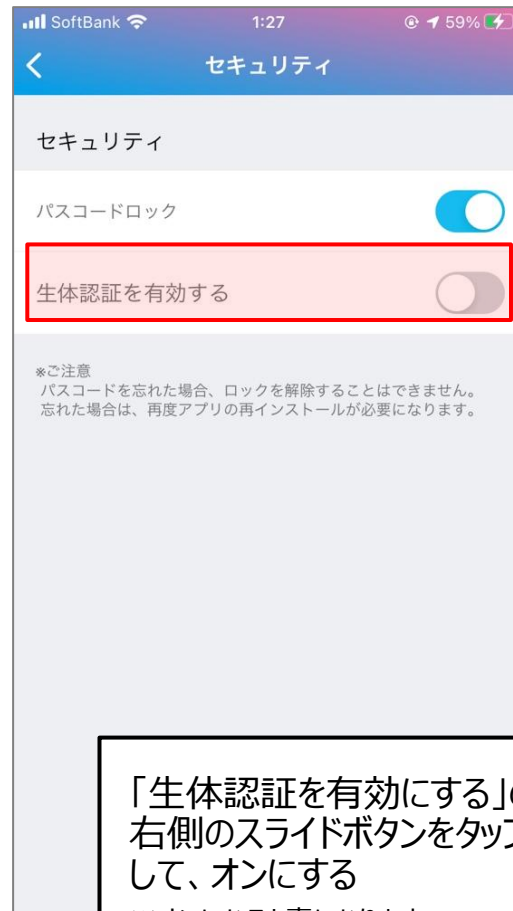 SoftBank 1:27 59%
セキュリティ
セキュリティ
パスコードロック
生体認証を有効する
*ご注意
パスコードを忘れた場合、ロックを解除することはできません。
忘れた場合は、再度アプリの再インストールが必要になります。
「生体認証を有効にする」
右側のスライドボタンをタップ
して、オンにする